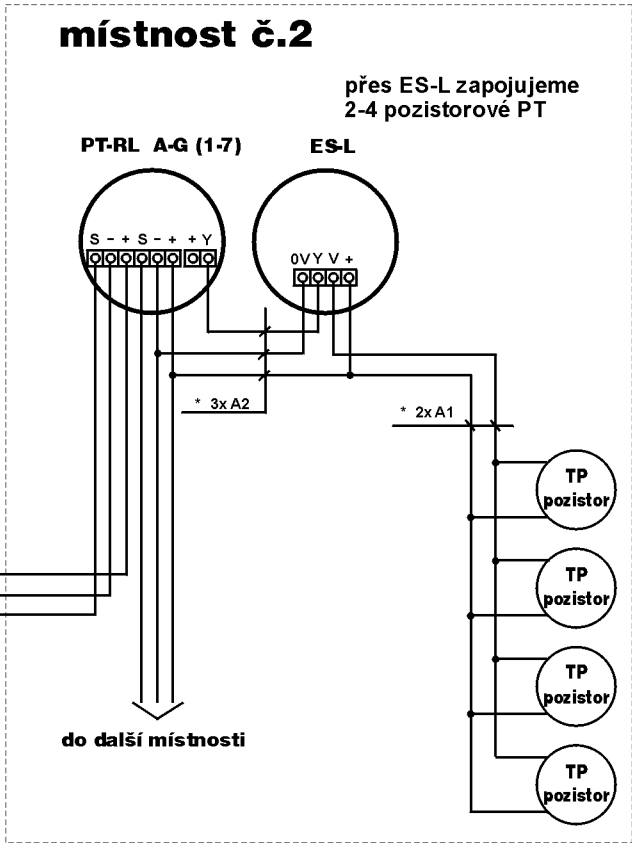 místnost č.2
přes ES-L zapojujeme
2-4 pozistorové PT
PT-RL A-G (1-7)
ES-L
S - + S - + + Y
0V Y V +
* 3x A2
* 2x A1
TP
pozistor
TP
pozistor
TP
pozistor
TP
pozistor
do další místnosti